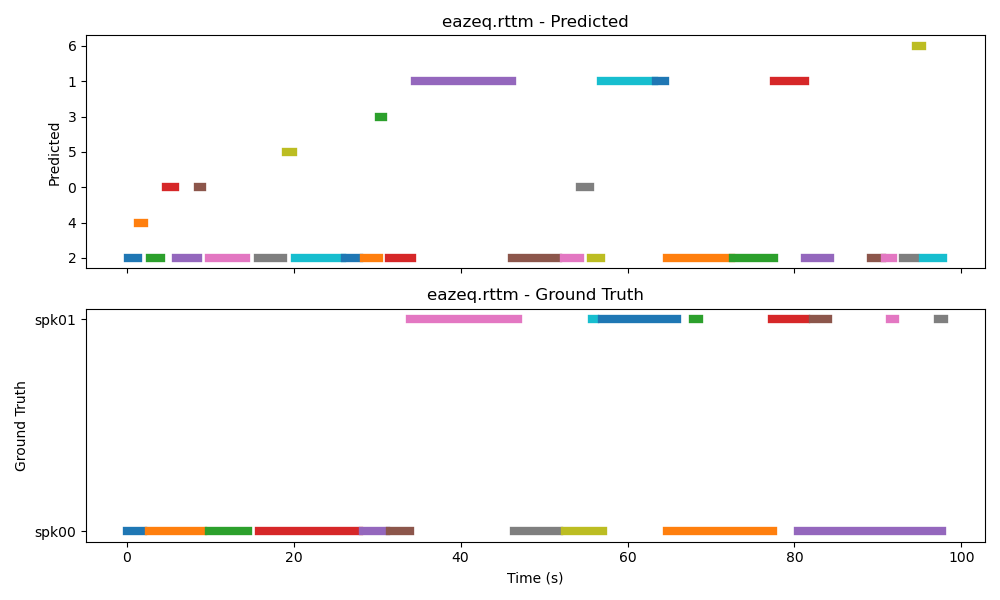 eazeq.rttm - Predicted
6
1
3
5
0
4
2
Predicted
eazeq.rttm - Ground Truth
spk01
spk00
Ground Truth
0 20 40 60 80 100
Time (s)